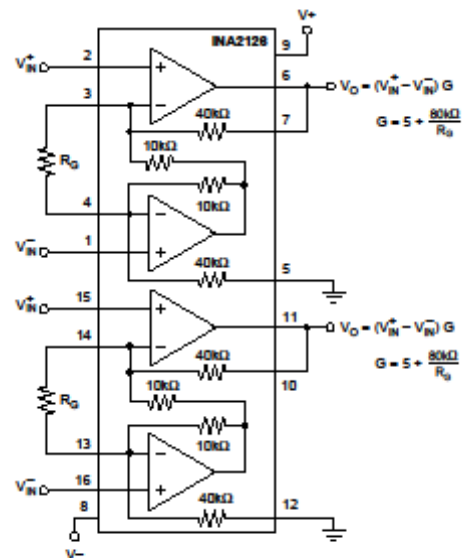 V+
INA2126
9
V+IN
2
6
VO = (V+IN − V−IN) G
3
40kΩ
7
G = 5 + 80kΩ/RG
10kΩ
RG
4
10kΩ
V−IN
1
40kΩ
5
V+IN
15
11
VO = (V+IN − V−IN) G
14
40kΩ
10
G = 5 + 80kΩ/RG
10kΩ
RG
13
10kΩ
V−IN
16
40kΩ
12
8
V−